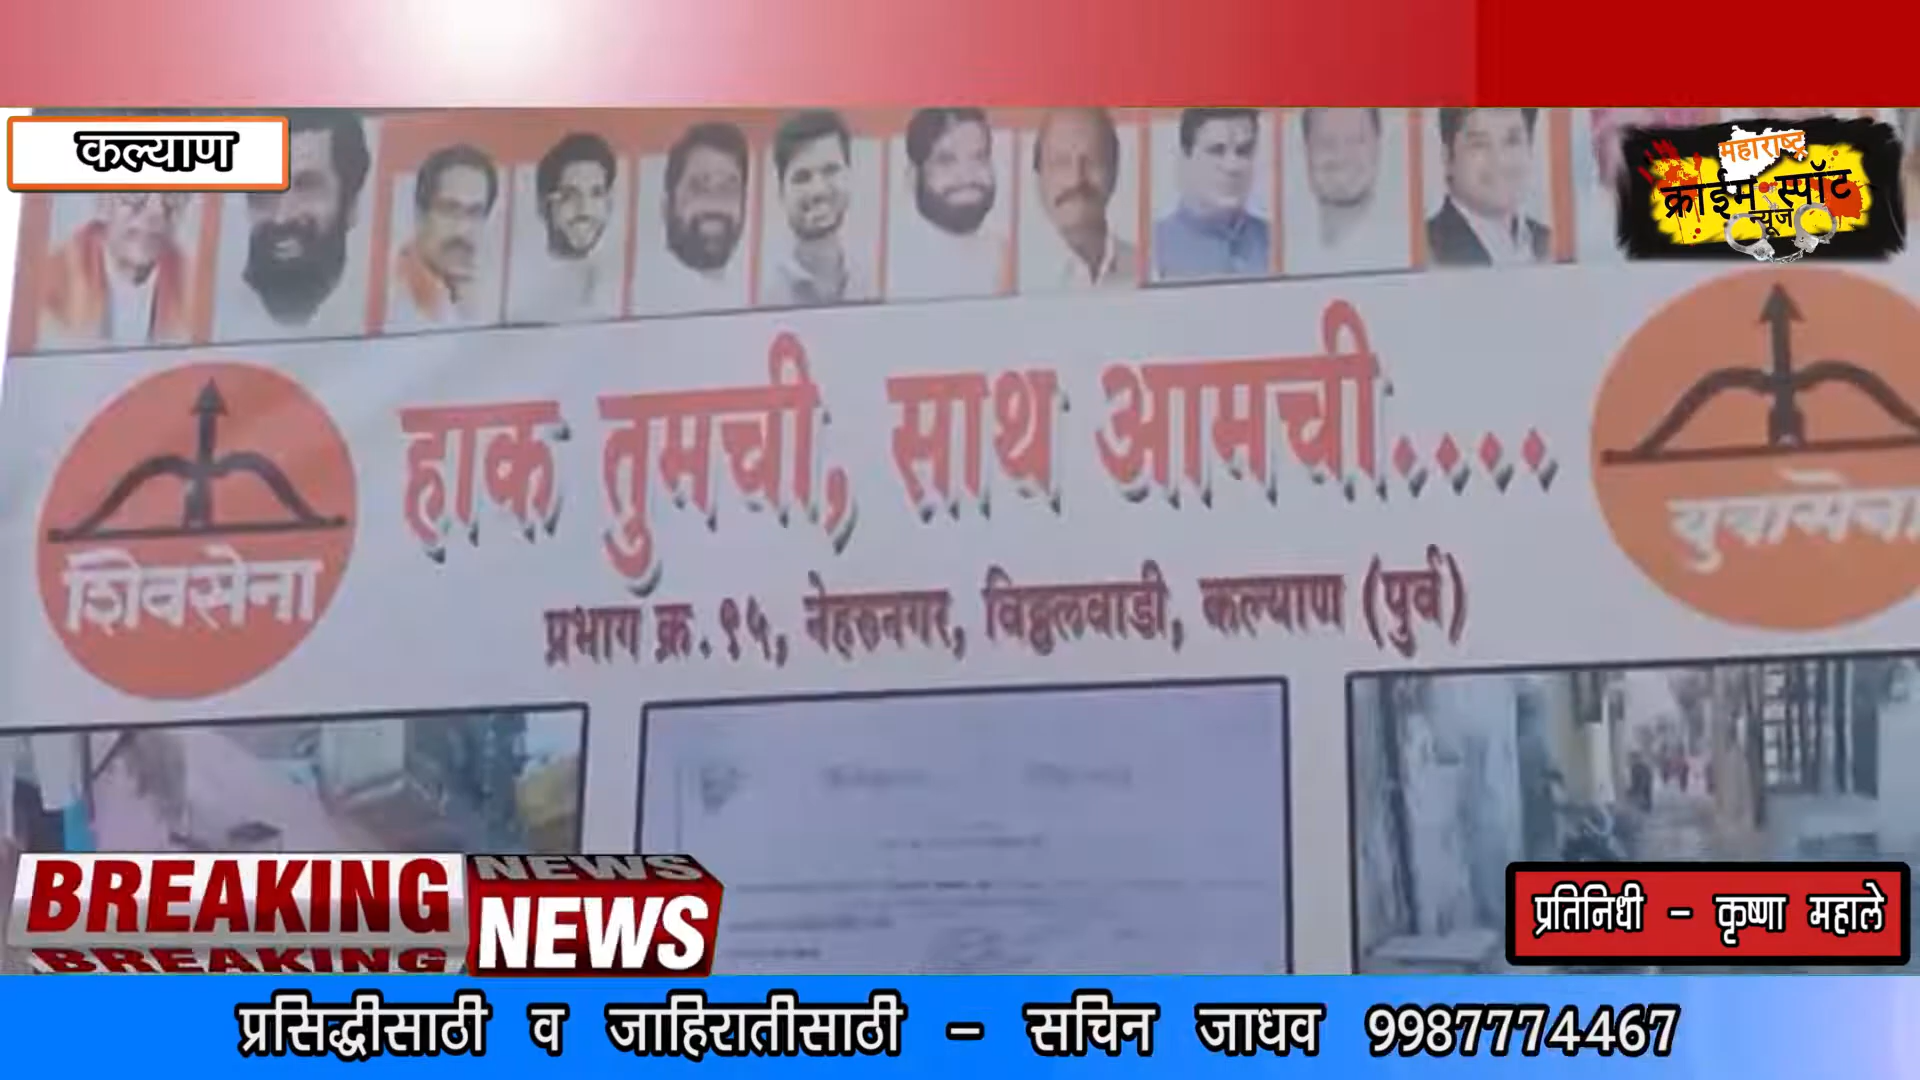 कल्याण
महाराष्ट्र
क्राईम स्पॉट
न्यूज
हाक तुमची, साथ आमची....
शिवसेना
युवासेना
प्रभाग क्र.९५, नेहरुनगर, विठ्ठलवाडी, कल्याण (पुर्व)
BREAKING NEWS
NEWS
BREAKING
प्रतिनिधी - कृष्णा महाले
प्रसिद्धीसाठी व जाहिरातीसाठी - सचिन जाधव 9987774467